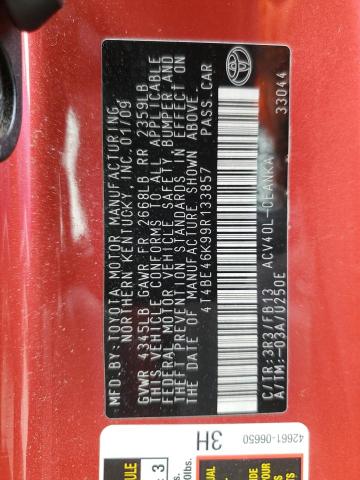 MFD. BY: TOYOTA MOTOR MANUFACTURING
NORTHERN KENTUCKY, INC. 01/09
GVWR 4345LB GAWR FR 2668LB RR 2359LB
THIS VEHICLE CONFORMS TO ALL APPLICABLE
FEDERAL MOTOR VEHICLE SAFETY, BUMPER, AND
THEFT PREVENTION STANDARDS IN EFFECT ON
THE DATE OF MANUFACTURE SHOWN ABOVE.
4T4BE46K99R133857 PASS. CAR
C/TR:3R3/FB13 ACV40L-CEANKA
A/TM:-03A/U250E 33044
42661-06650
3H